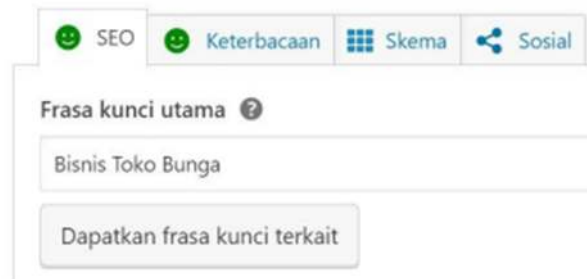 SEO Keterbacaan Skema Sosial
Frasa kunci utama ?
Bisnis Toko Bunga
Dapatkan frasa kunci terkait